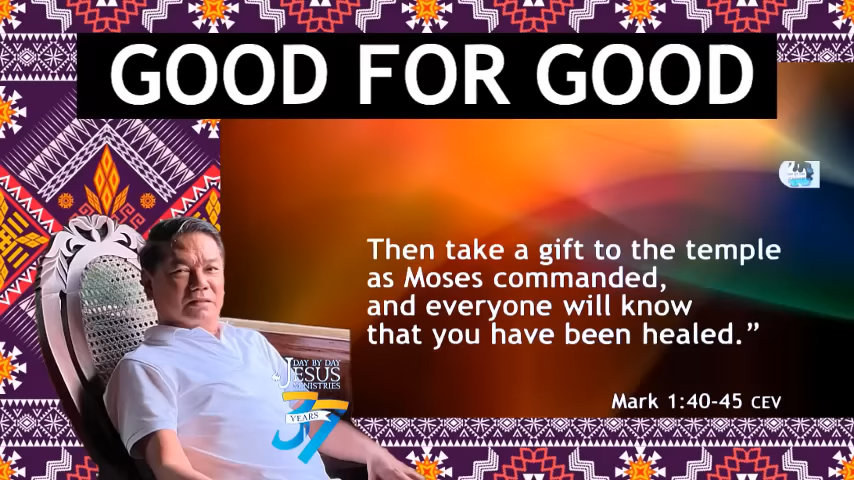 GOOD FOR GOOD
Then take a gift to the temple
as Moses commanded,
and everyone will know
that you have been healed.”
Mark 1:40-45 CEV
DAY BY DAY
JESUS
MINISTRIES
37
YEARS